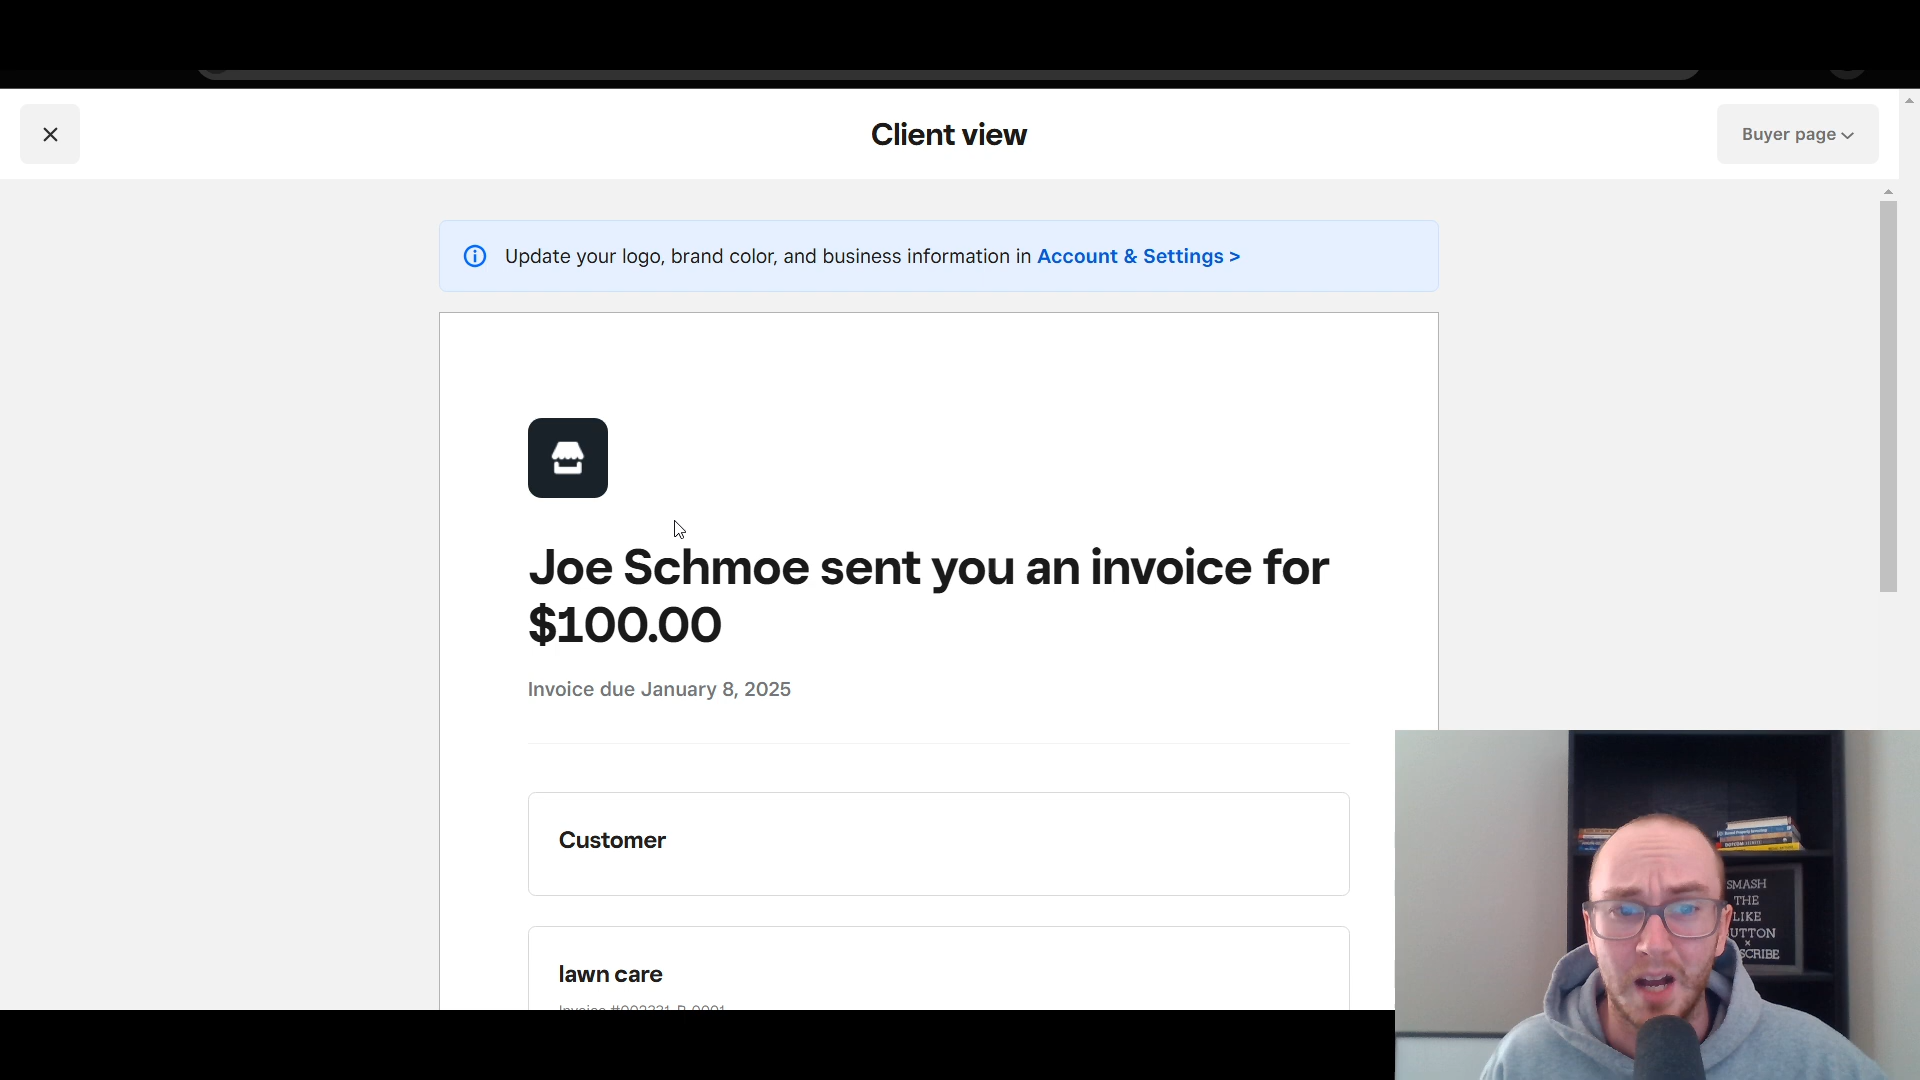 Client view
Buyer page
Update your logo, brand color, and business information in Account & Settings >
Joe Schmoe sent you an invoice for
$100.00
Invoice due January 8, 2025
Customer
lawn care
SMASH
THE
LIKE
UTTON
×
SCRIBE